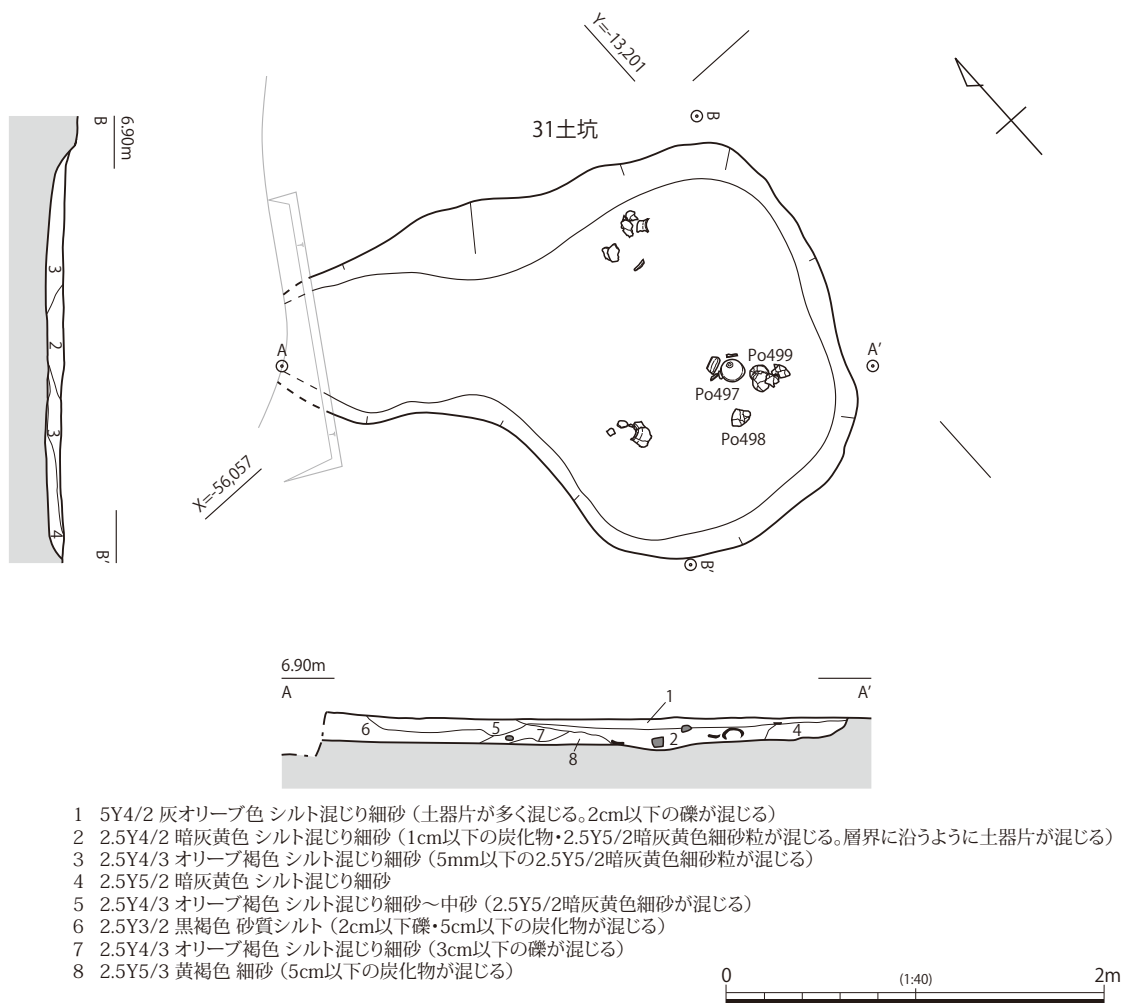 Y=-13,201
31土坑
B
6.90m
B
3
2
3
4
B'
A
A'
Po499
Po497
Po498
X=-56,057
B'
6.90m
A
A'
1
6
5
7
2
4
8
1 5Y4/2 灰オリーブ色 シルト混じり細砂（土器片が多く混じる。2cm以下の礫が混じる）
2 2.5Y4/2 暗灰黄色 シルト混じり細砂（1cm以下の炭化物・2.5Y5/2暗灰黄色細砂粒が混じる。層界に沿うように土器片が混じる）
3 2.5Y4/3 オリーブ褐色 シルト混じり細砂（5mm以下の2.5Y5/2暗灰黄色細砂粒が混じる）
4 2.5Y5/2 暗灰黄色 シルト混じり細砂
5 2.5Y4/3 オリーブ褐色 シルト混じり細砂～中砂（2.5Y5/2暗灰黄色細砂が混じる）
6 2.5Y3/2 黒褐色 砂質シルト（2cm以下礫・5cm以下の炭化物が混じる）
7 2.5Y4/3 オリーブ褐色 シルト混じり細砂（3cm以下の礫が混じる）
8 2.5Y5/3 黄褐色 細砂（5cm以下の炭化物が混じる）
0 (1:40) 2m